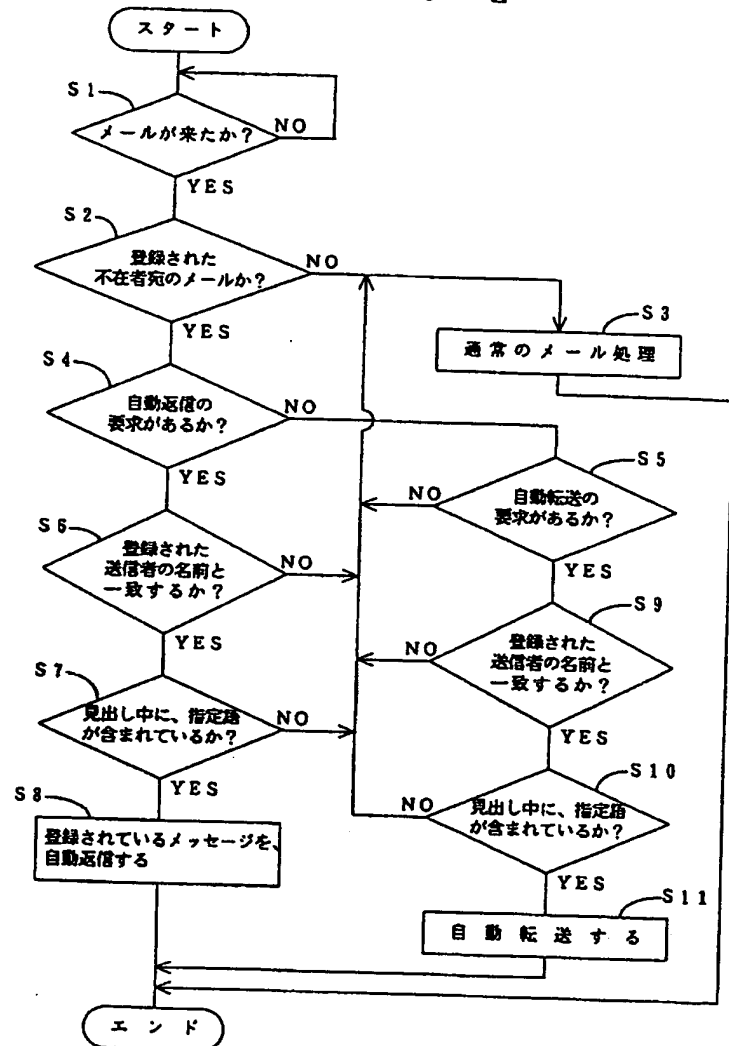 スタート
S1
メールが来たか?
NO
YES
S2
登録された
不在者宛のメールか?
NO
YES
S3
通常のメール処理
S4
自動返信の
要求があるか?
NO
YES
S5
自動転送の
要求があるか?
NO
YES
S6
登録された
送信者の名前と
一致するか?
NO
YES
S9
登録された
送信者の名前と
一致するか?
NO
YES
S7
見出し中に、指定語
が含まれているか?
NO
YES
S10
見出し中に、指定語
が含まれているか?
NO
YES
S8
登録されているメッセージを、
自動返信する
S11
自動転送する
エンド